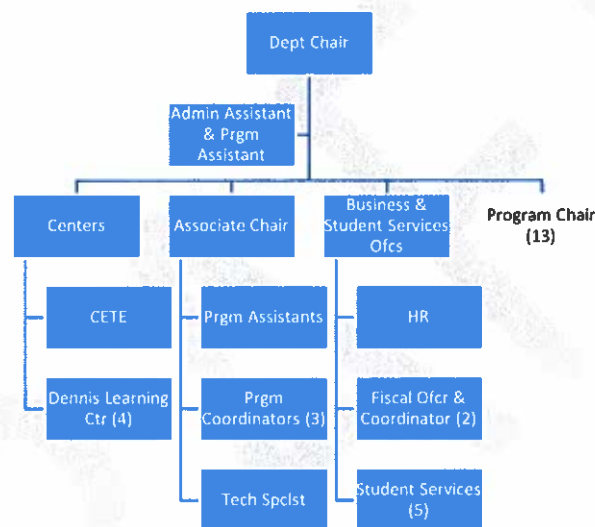 Dept Chair
Admin Assistant
& Prgm
Assistant
Centers
Associate Chair
Business &
Student Services
Ofcs
Program Chair
(13)
CETE
Prgm Assistants
HR
Dennis Learning
Ctr (4)
Prgm
Coordinators (3)
Fiscal Ofcr &
Coordinator (2)
Tech Spclst
Student Services
(5)